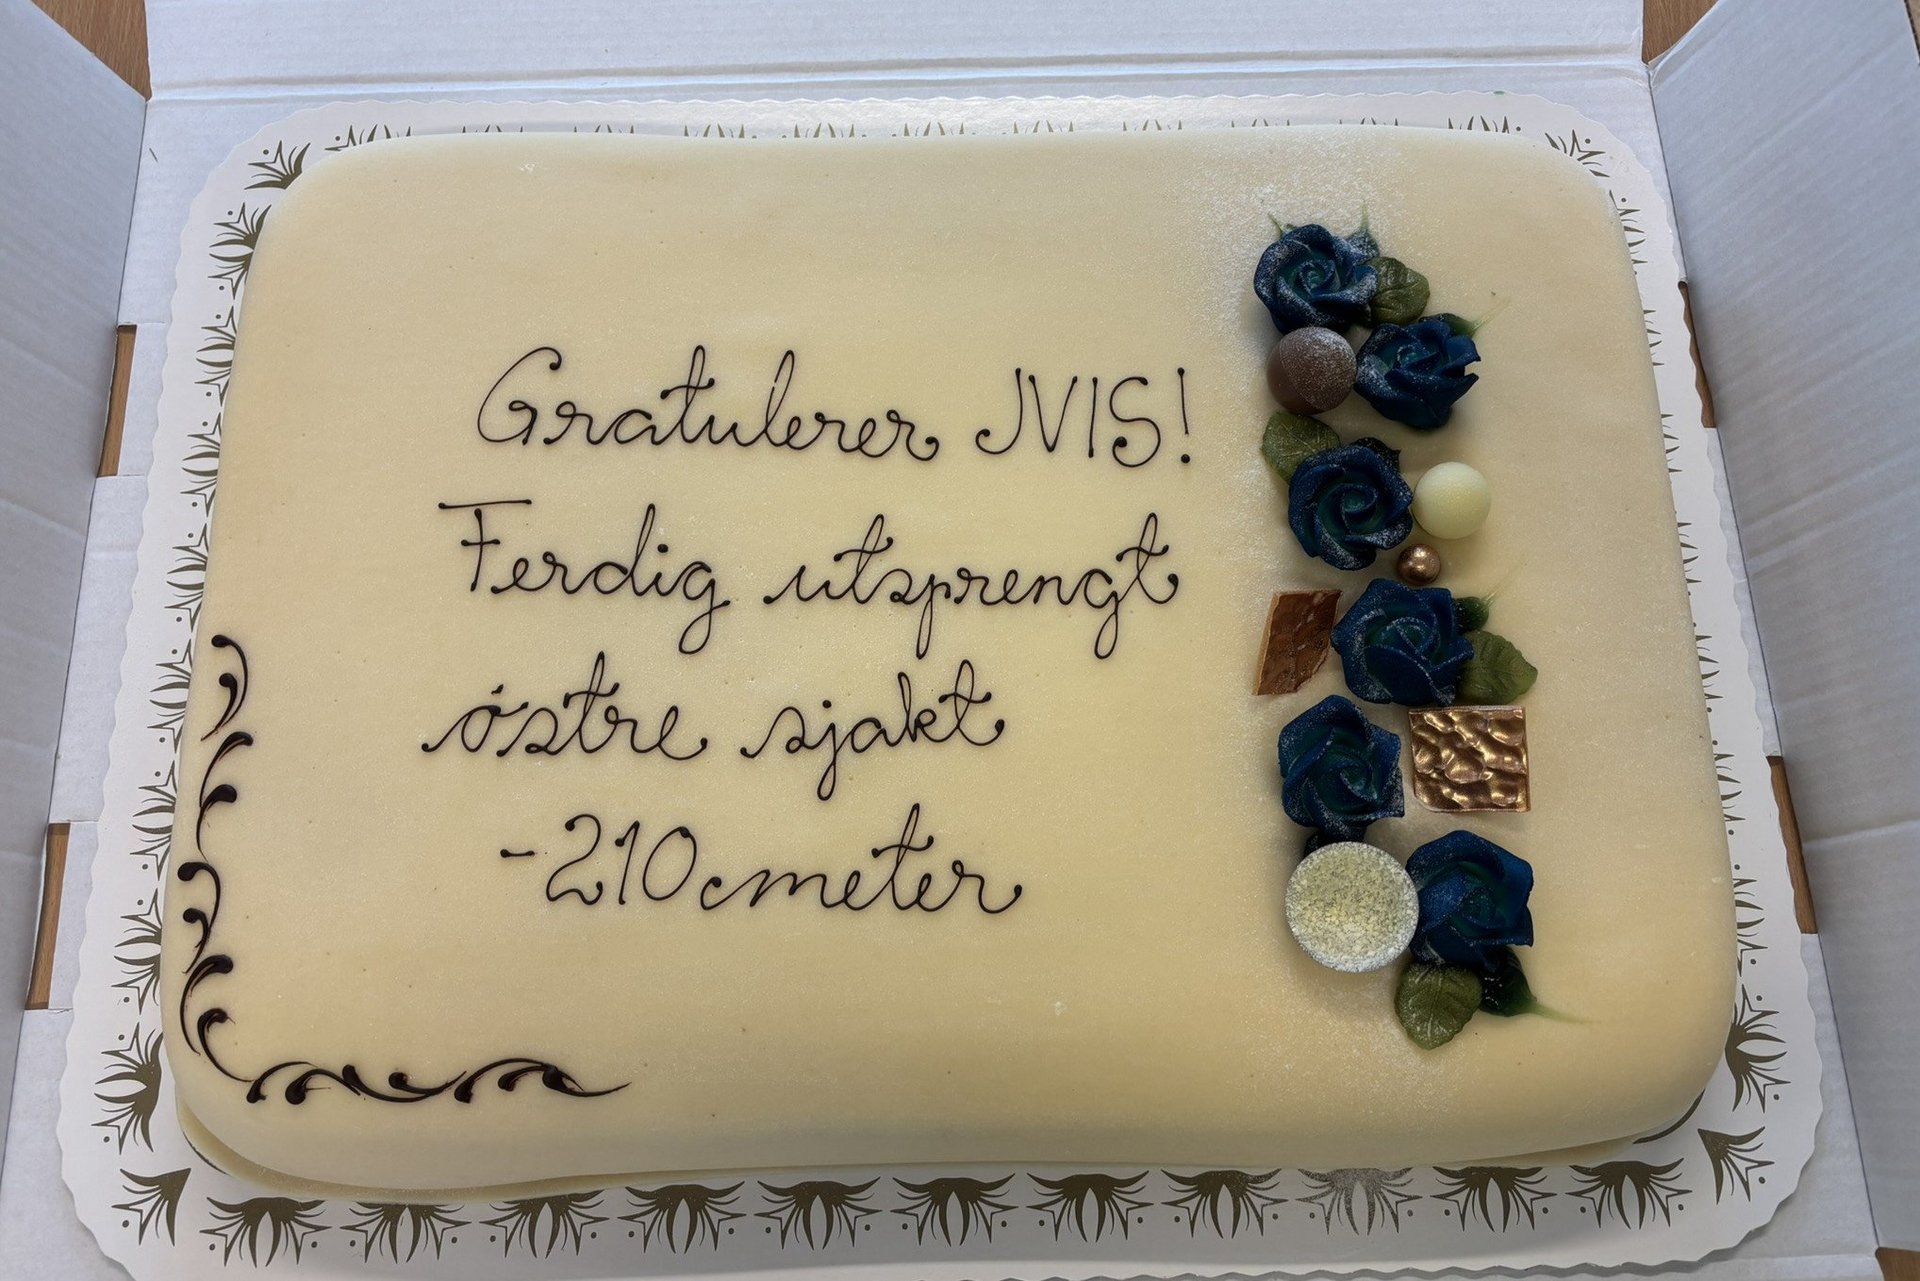 Gratulerer JVIS!
Ferdig utsprengt
østre sjakt
-210 meter